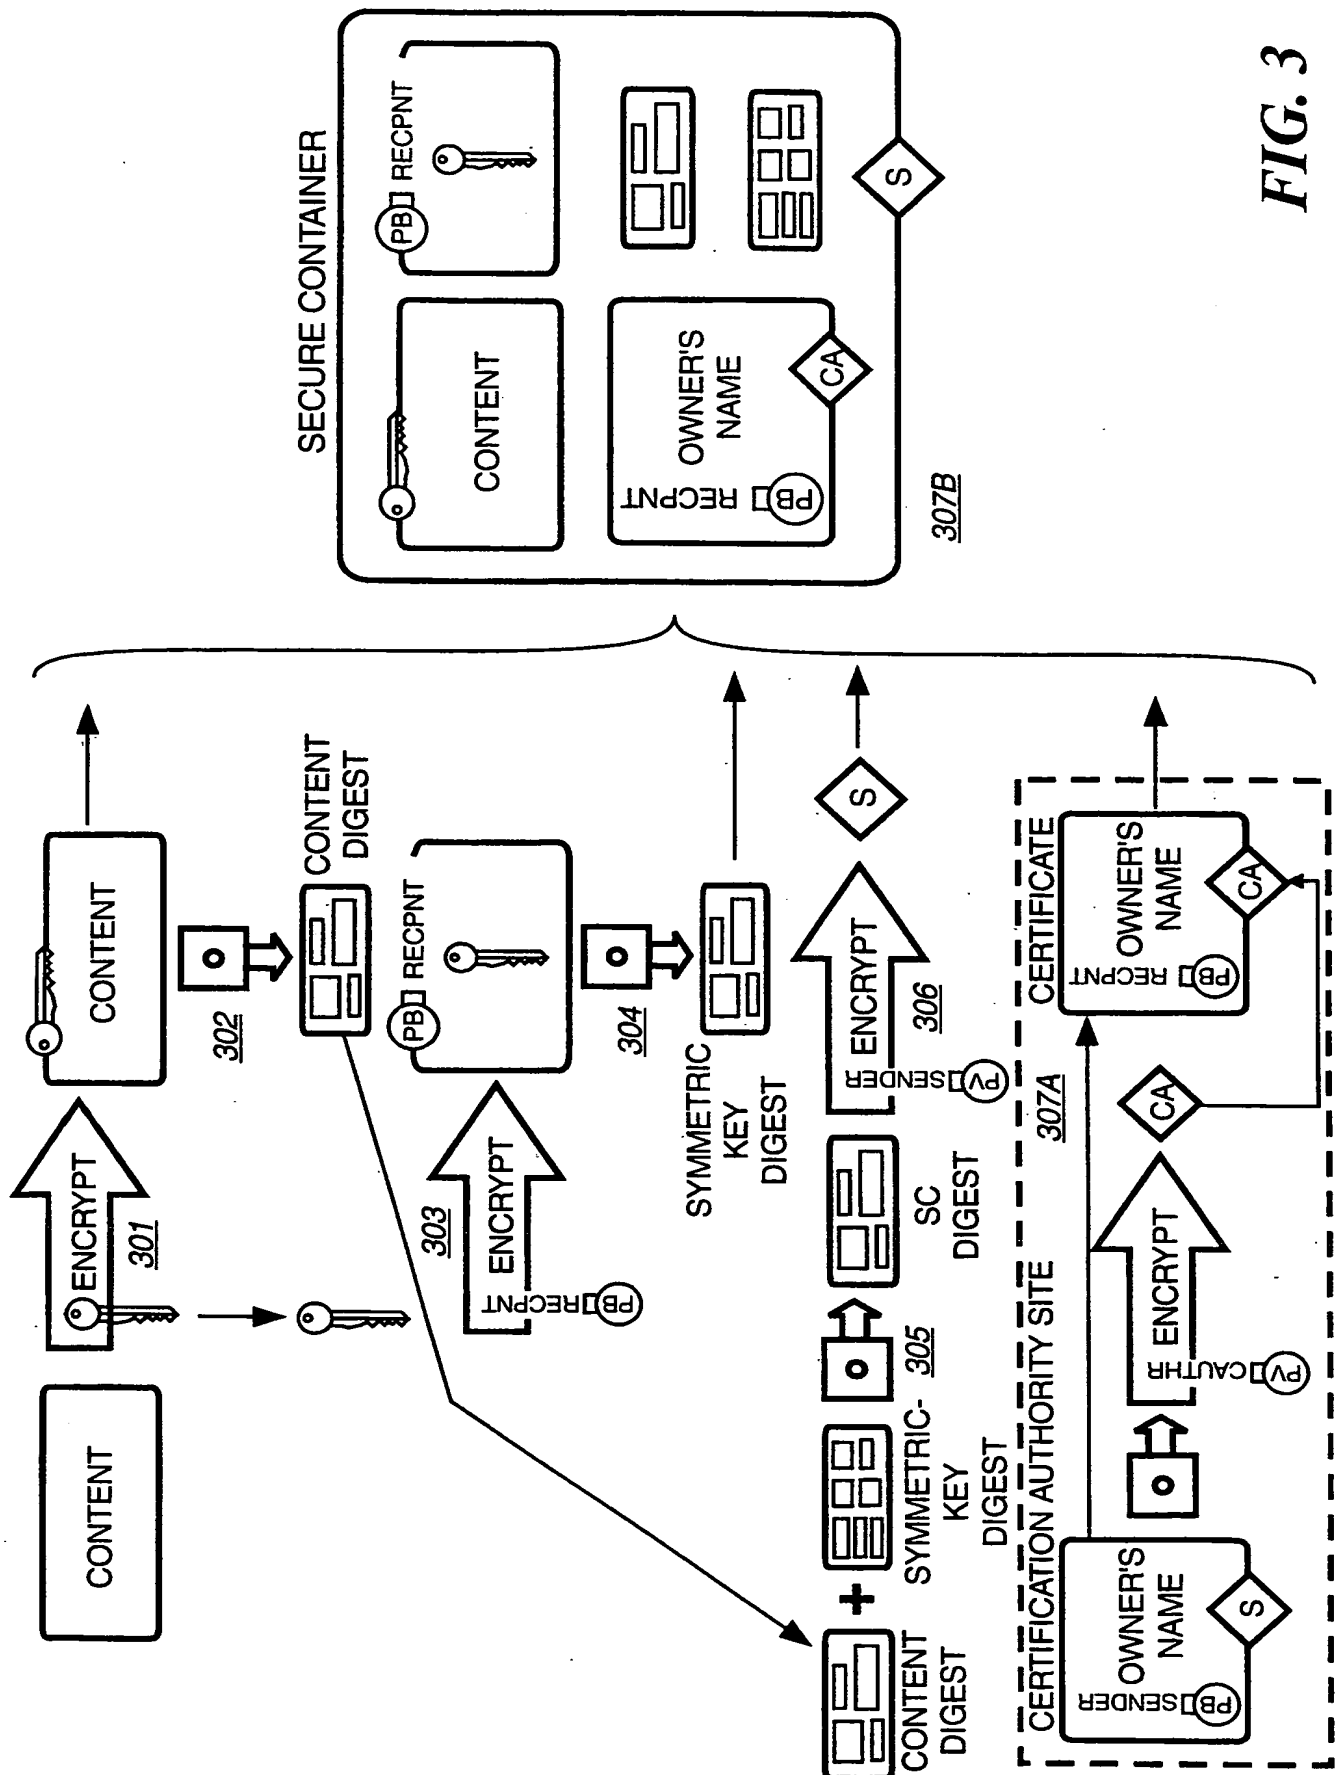 CONTENT
ENCRYPT
301
CONTENT
302
CONTENT
DIGEST
303
ENCRYPT
RECPNT
PB
PB
RECPNT
304
SYMMETRIC
KEY
DIGEST
CONTENT
DIGEST
+
SYMMETRIC-
KEY
DIGEST
305
SC
DIGEST
ENCRYPT
306
SENDER
PV
S
CERTIFICATION AUTHORITY SITE
307A
CERTIFICATE
SENDER
PB
OWNER'S
NAME
S
ENCRYPT
CAUTHR
PV
CA
RECPNT
PB
OWNER'S
NAME
CA
SECURE CONTAINER
CONTENT
PB
RECPNT
RECPNT
PB
OWNER'S
NAME
CA
S
307B
FIG. 3